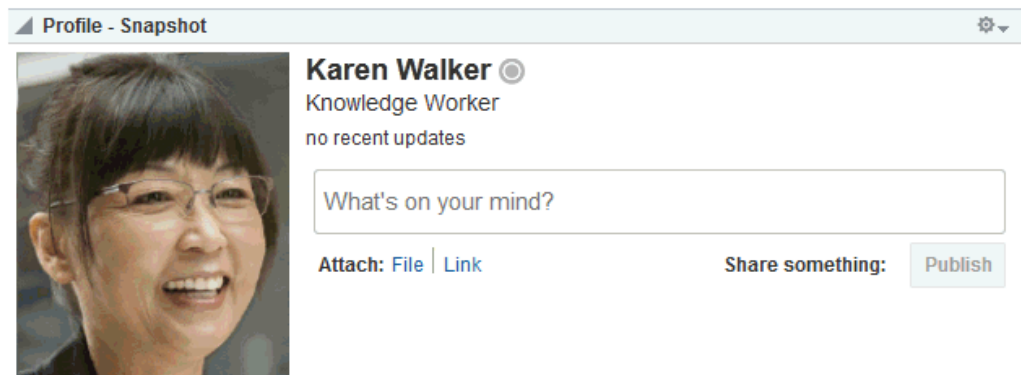 Profile - Snapshot
Karen Walker
Knowledge Worker
no recent updates
What's on your mind?
Attach: File | Link Share something: Publish